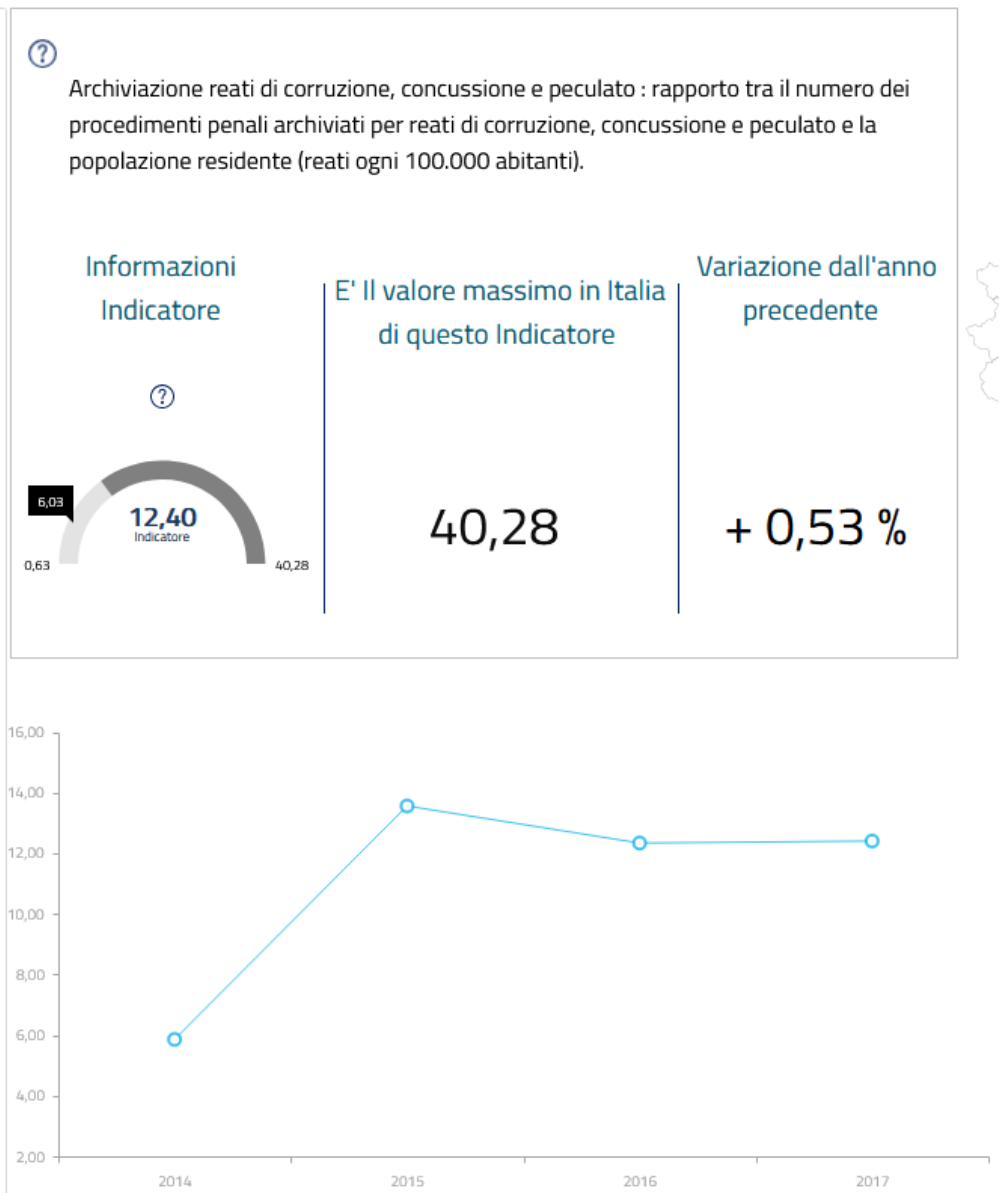 ?
Archiviazione reati di corruzione, concussione e peculato : rapporto tra il numero dei
procedimenti penali archiviati per reati di corruzione, concussione e peculato e la
popolazione residente (reati ogni 100.000 abitanti).
Informazioni
Indicatore
?
6,03
12,40
Indicatore
0,63
40,28
E' Il valore massimo in Italia
di questo Indicatore
40,28
Variazione dall'anno
precedente
+ 0,53 %
16,00
14,00
12,00
10,00
8,00
6,00
4,00
2,00
2014 2015 2016 2017